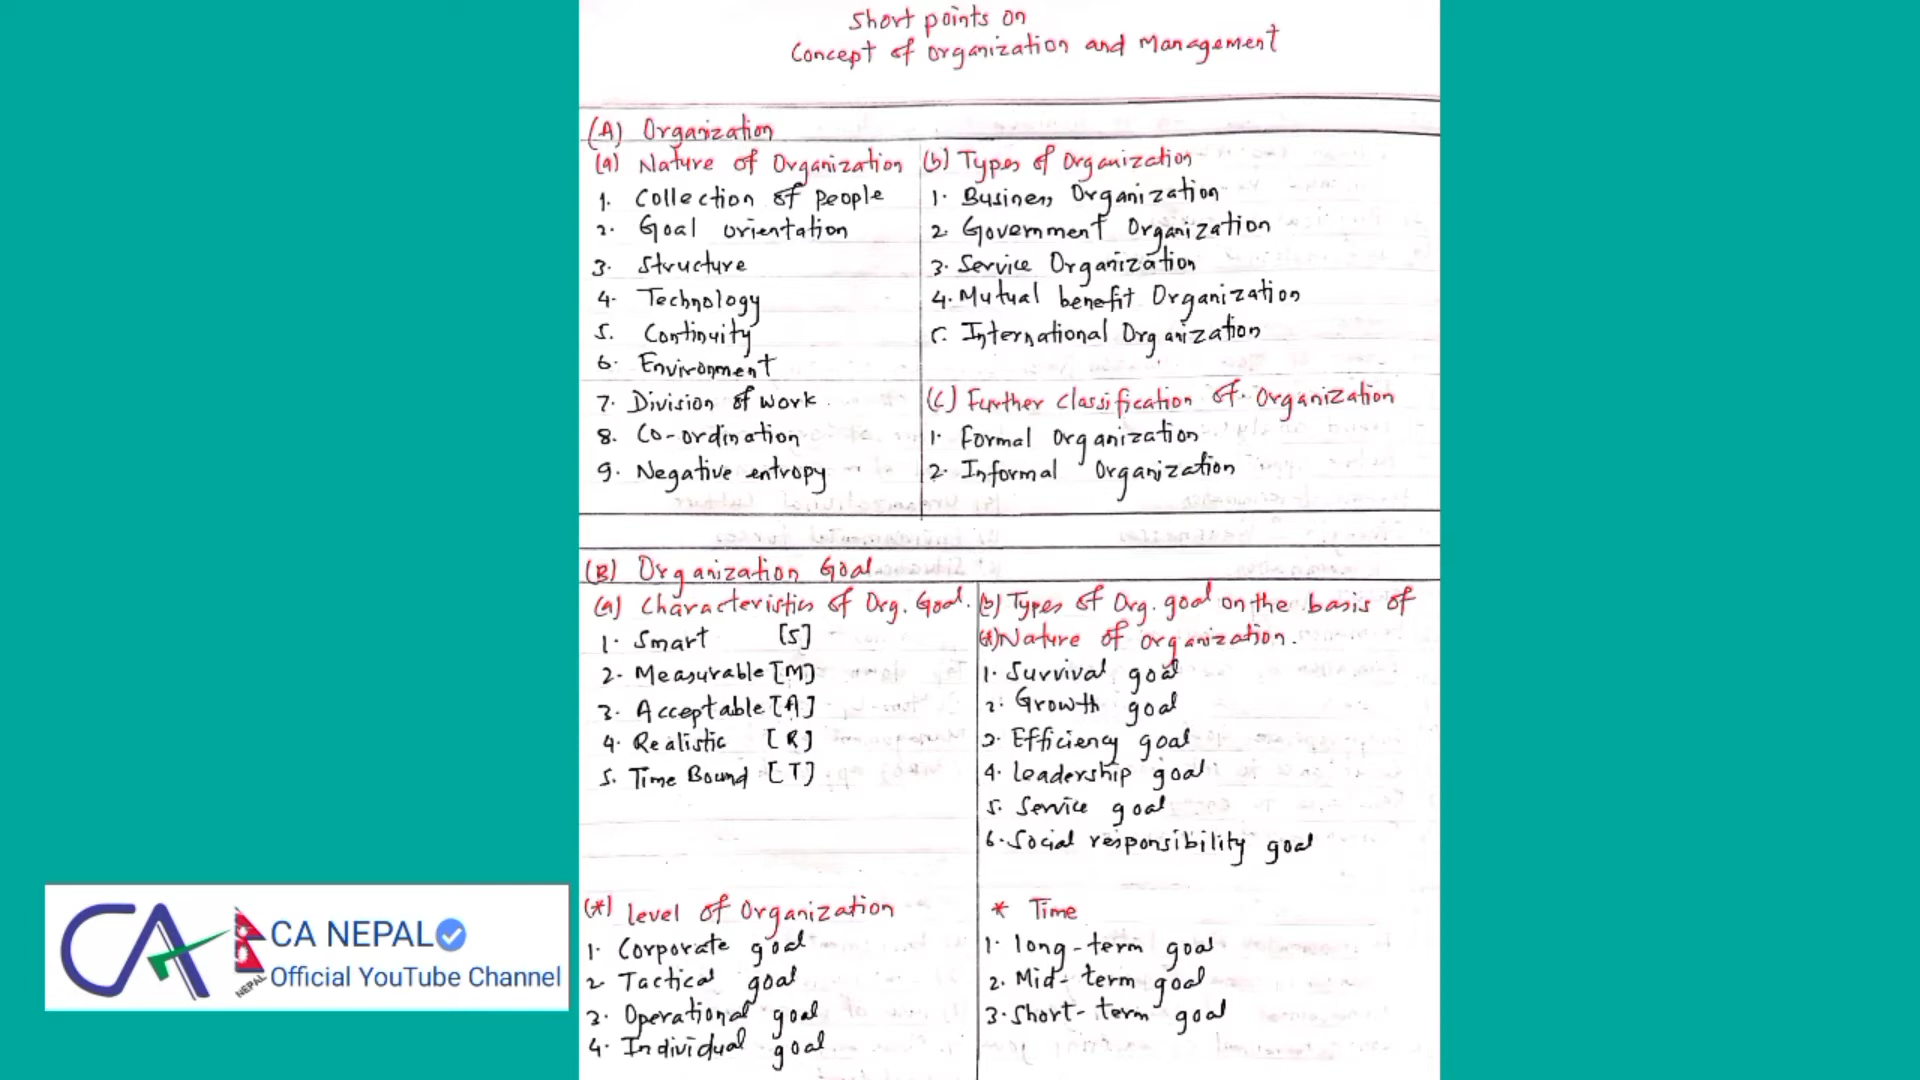 Short points on
Concept of organization and Management
(A) Organization
(a) Nature of Organization
1. Collection of people
2. Goal orientation
3. Structure
4. Technology
5. Continuity
6. Environment
7. Division of work.
8. Co-ordination
9. Negative entropy
(b) Types of Organization
1. Business Organization
2. Government Organization
3. Service Organization
4. Mutual benefit Organization
5. International Organization
(C) Further classification of Organization
1. Formal organization
2. Informal Organization
(B) Organization Goal
(a) Characteristics of Org. Goal.
1. Smart [S]
2. Measurable [M]
3. Acceptable [A]
4. Realistic [R]
5. Time Bound [T]
(b) Types of Org. goal on the basis of
(*) Nature of organization.
1. Survival goal
2. Growth goal
3. Efficiency goal
4. leadership goal
5. Service goal
6. Social responsibility goal
(*) level of Organization
1. Corporate goal
2. Tactical goal
3. Operational goal
4. Individual goal
* Time
1. long-term goal
2. Mid-term goal
3. Short-term goal
CA
NEPAL
CA NEPAL
Official YouTube Channel